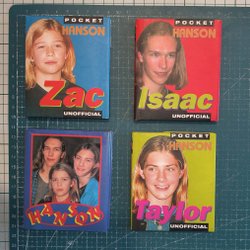 POCKET
HANSON
Zac
UNOFFICIAL
POCKET
HANSON
Isaac
UNOFFICIAL
HANSON
POCKET
HANSON
Taylor
UNOFFICIAL